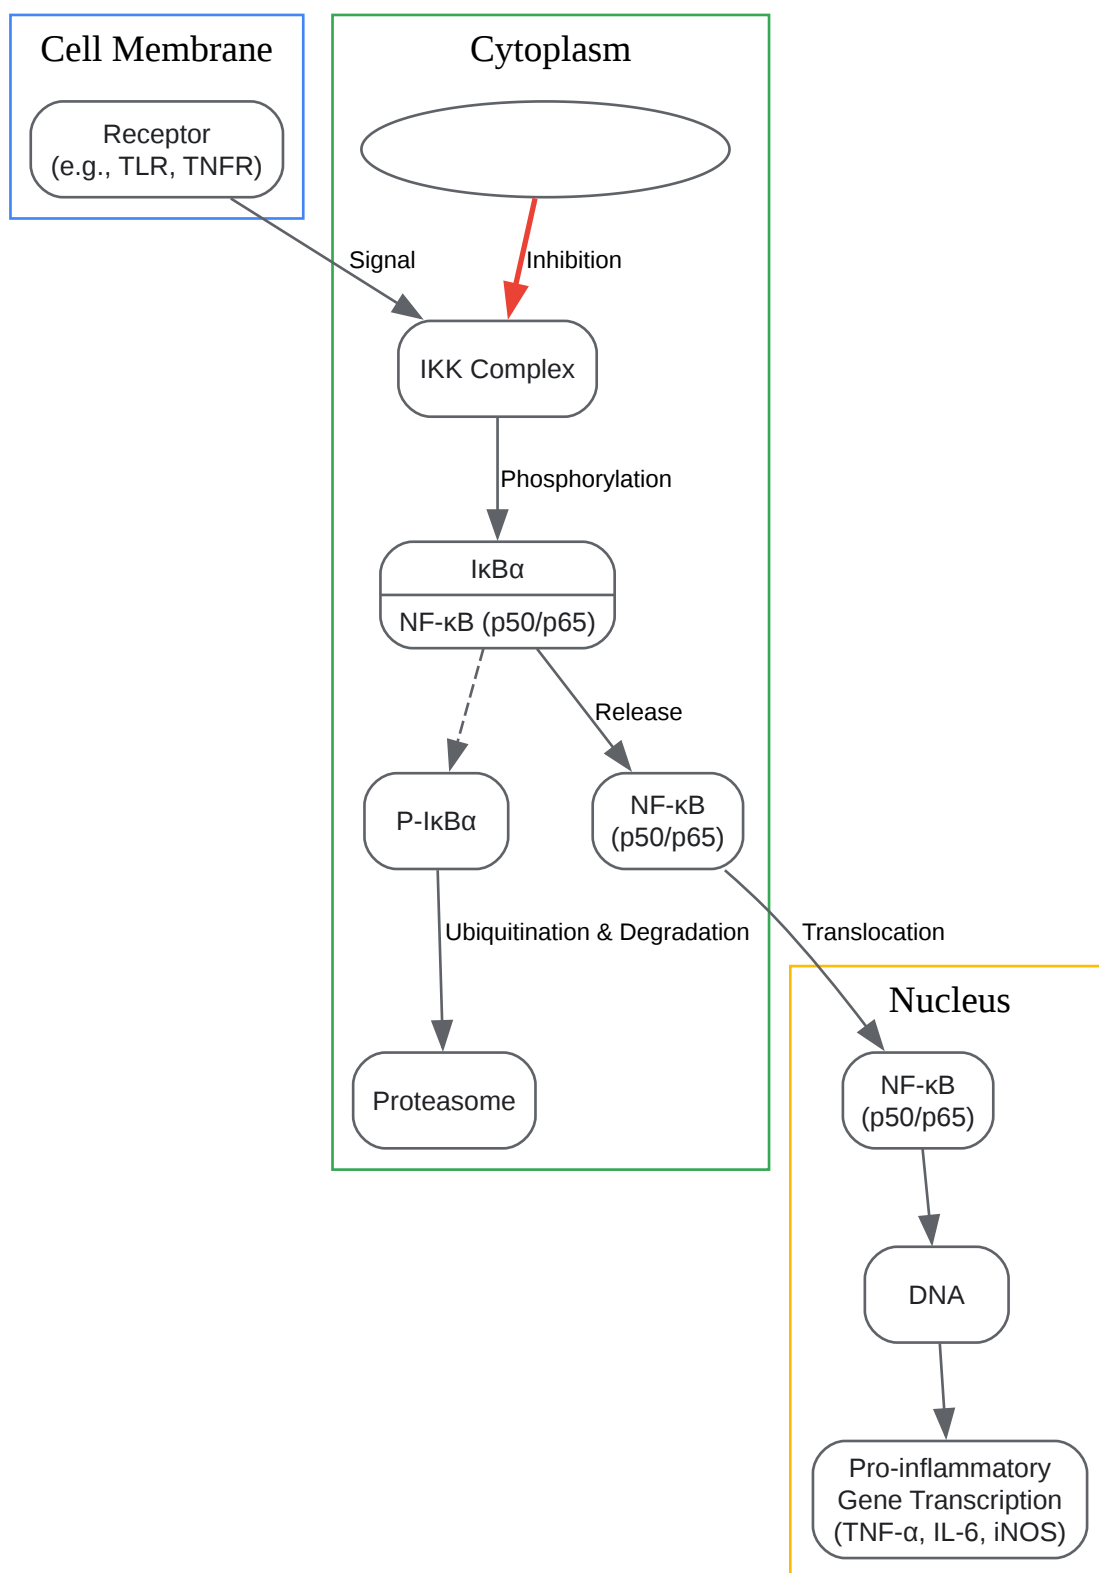 Cell Membrane
Receptor
(e.g., TLR, TNFR)
Cytoplasm
Signal
Inhibition
IKK Complex
Phosphorylation
IκBα
NF-κB (p50/p65)
Release
P-IκBα
NF-κB
(p50/p65)
Ubiquitination & Degradation
Translocation
Proteasome
Nucleus
NF-κB
(p50/p65)
DNA
Pro-inflammatory
Gene Transcription
(TNF-α, IL-6, iNOS)